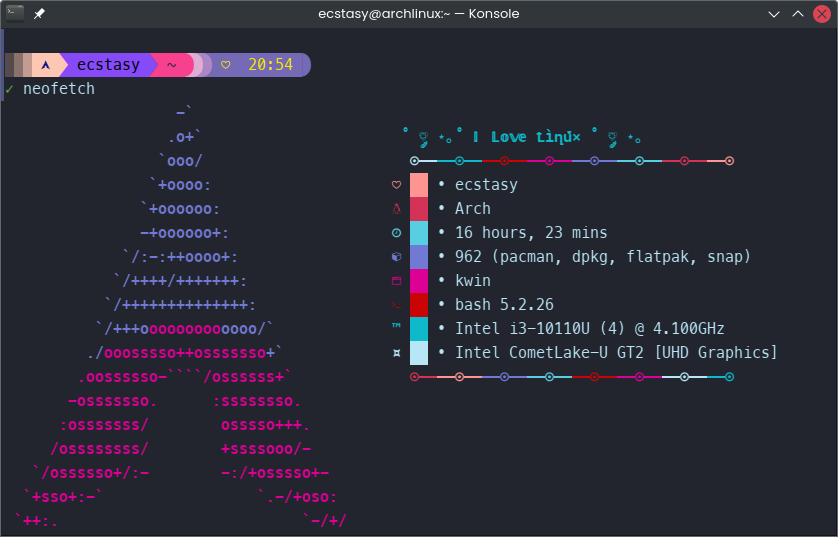 ecstasy@archlinux:~ — Konsole
ecstasy ~ ♡ 20:54
✓ neofetch
-`
.o+`
`ooo/
`+oooo:
`+oooooo:
-+oooooo+:
`/:-:++oooo+:
`/++++/+++++++:
`/++++++++++++++:
`/+++ooooooooooooo/`
./ooosssso++osssssso+`
.oossssso-````/ossssss+`
-osssssso. :ssssssso.
:osssssss/ osssso+++.
/ossssssss/ +ssssooo/-
`/ossssso+/:- -:/+osssso+-
`+sso+:-` `.-/+oso:
`++:. `-/+/
I Love
• ecstasy
• Arch
• 16 hours, 23 mins
• 962 (pacman, dpkg, flatpak, snap)
• kwin
• bash 5.2.26
™ • Intel i3-10110U (4) @ 4.100GHz
• Intel CometLake-U GT2 [UHD Graphics]